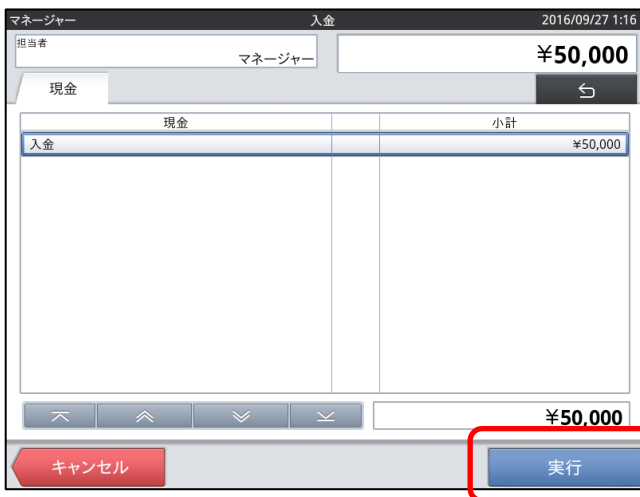 マネージャー 入金 2016/09/27 1:16
担当者
マネージャー
¥50,000
現金
現金 小計
入金 ¥50,000
¥50,000
キャンセル 実行